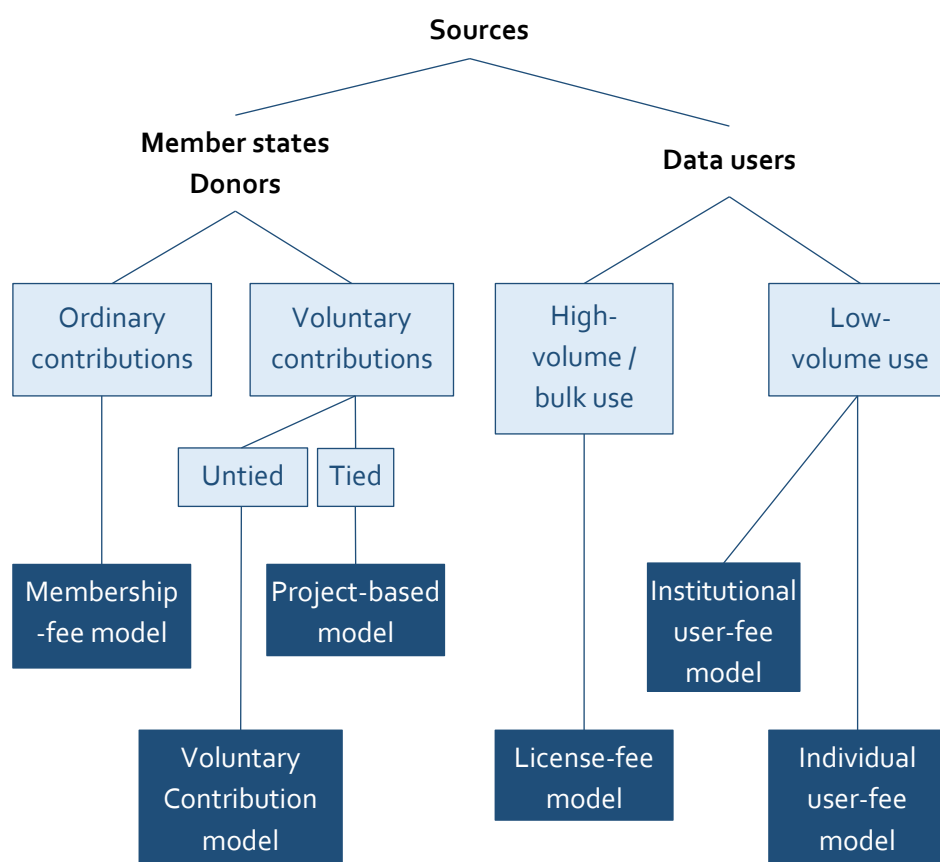 Sources
Member states
Donors
Data users
Ordinary
contributions
Voluntary
contributions
High-
volume /
bulk use
Low-
volume use
Untied
Tied
Membership
-fee model
Project-based
model
Institutional
user-fee
model
Voluntary
Contribution
model
License-fee
model
Individual
user-fee
model